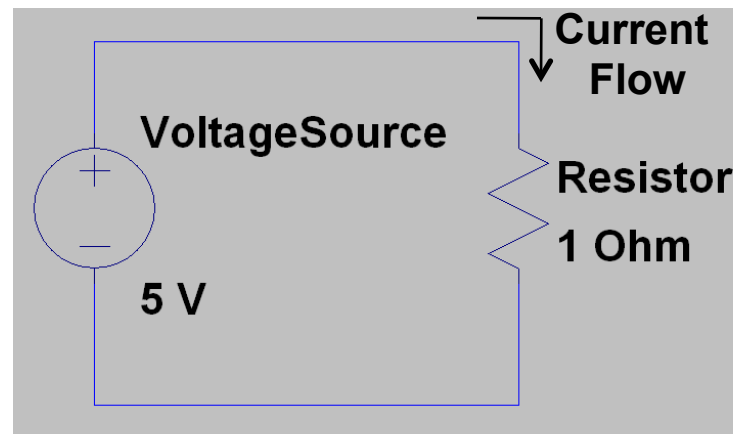 Current
Flow
VoltageSource
+
Resistor
1 Ohm
−
5 V